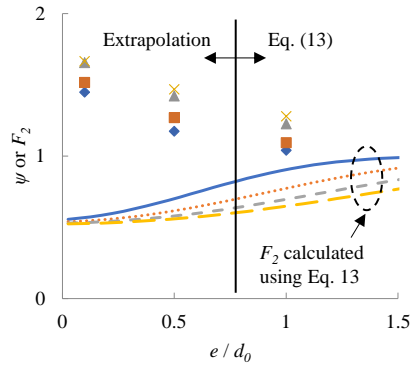 2
Extrapolation
Eq. (13)
ψ or F2
1
F2 calculated
using Eq. 13
0
0 0.5 1 1.5
e / d0